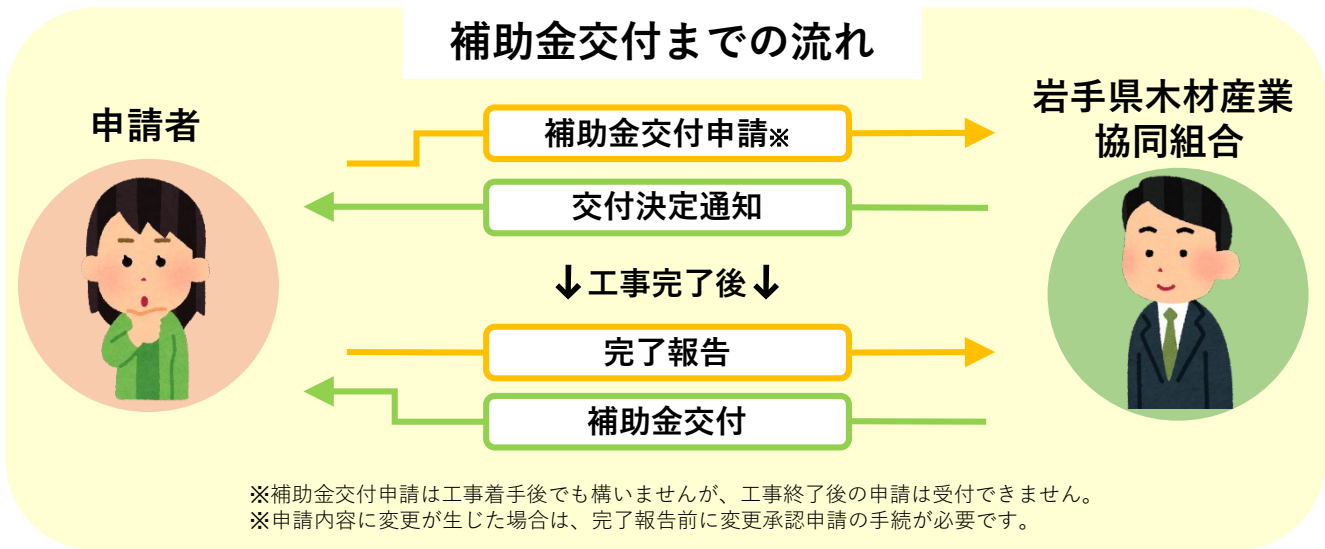 補助金交付までの流れ
申請者
岩手県木材産業
協同組合
補助金交付申請※
交付決定通知
↓工事完了後↓
完了報告
補助金交付
※補助金交付申請は工事着手後でも構いませんが、工事終了後の申請は受付できません。
※申請内容に変更が生じた場合は、完了報告前に変更承認申請の手続が必要です。